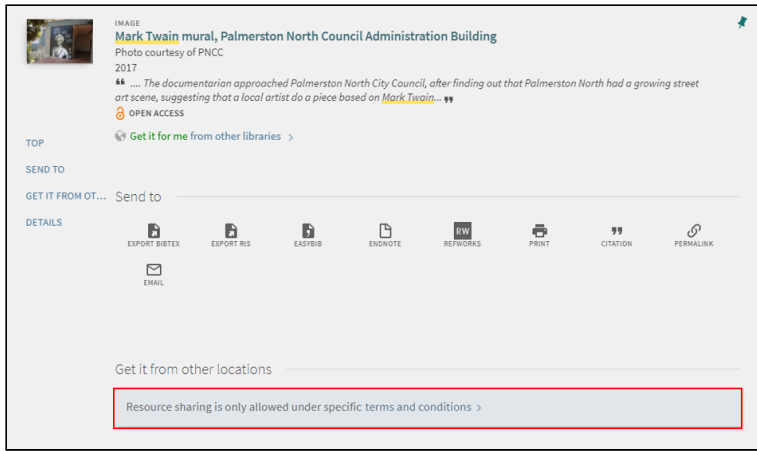 IMAGE
Mark Twain mural, Palmerston North Council Administration Building
Photo courtesy of PNCC
2017
❝ .... The documentarian approached Palmerston North City Council, after finding out that Palmerston North had a growing street
art scene, suggesting that a local artist do a piece based on Mark Twain... ❞
OPEN ACCESS
Get it for me from other libraries >
TOP
SEND TO
GET IT FROM OT...
DETAILS
Send to
EXPORT BIBTEX
EXPORT RIS
EASYBIB
ENDNOTE
RW
REFWORKS
PRINT
CITATION
PERMALINK
EMAIL
Get it from other locations
Resource sharing is only allowed under specific terms and conditions >